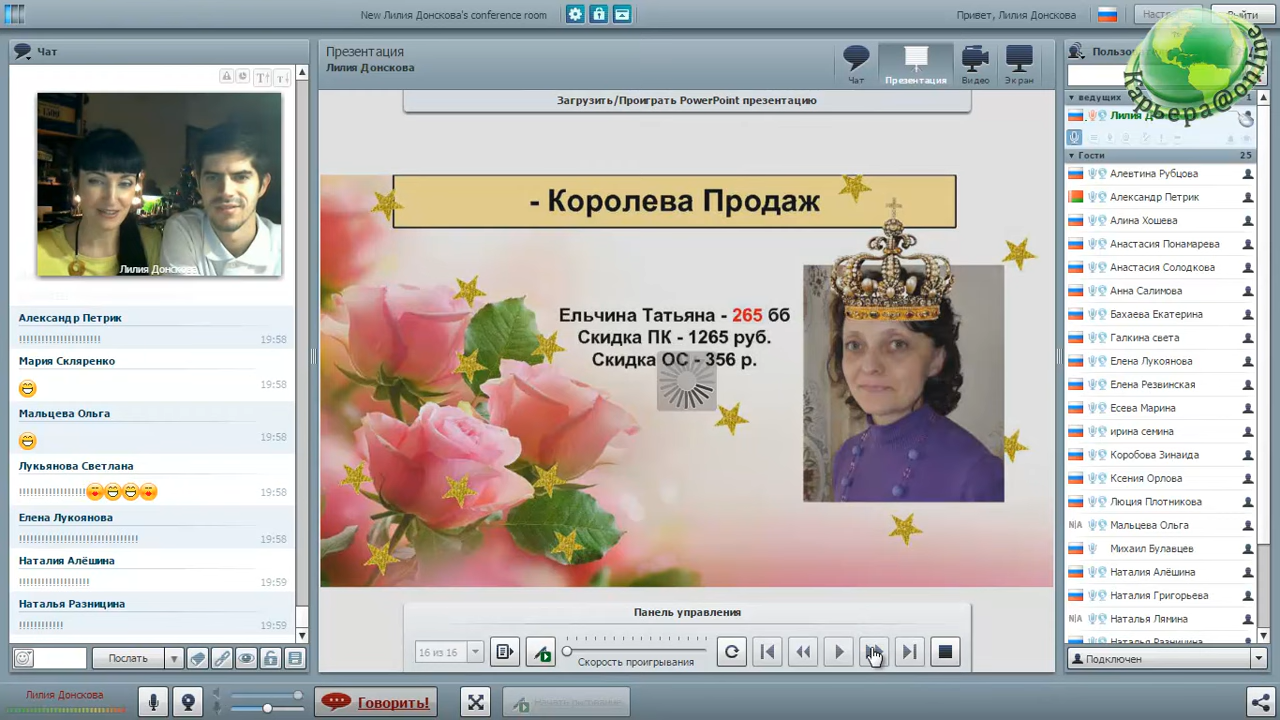 New Лилия Донскова's conference room
Привет, Лилия Донскова
Выйти
Карьера@online
Чат
Лилия Донскова
Александр Петрик
!!!!!!!!!!!!!!!!!!!!! 19:58
Мария Скляренко
19:58
Мальцева Ольга
19:58
Лукьянова Светлана
!!!!!!!!!!!!!!!!! 19:58
Елена Лукоянова
!!!!!!!!!!!!!!!!!!!!!!!!!!!!!! 19:58
Наталия Алёшина
!!!!!!!!!!!!!!!!!! 19:59
Наталья Разницина
!!!!!!!!!!! 19:59
Послать
Презентация
Лилия Донскова
Чат
Презентация
Видео
Экран
Загрузить/Проиграть PowerPoint презентацию
- Королева Продаж
Ельчина Татьяна - 265 бб
Скидка ПК - 1265 руб.
Скидка ОС - 356 р.
Панель управления
16 из 16
Скорость проигрывания
ведущих 1
Гости 25
Алевтина Рубцова
Александр Петрик
Алина Хошева
Анастасия Понамарева
Анастасия Солодкова
Анна Салимова
Бахаева Екатерина
Галкина света
Елена Лукоянова
Елена Резвинская
Есева Марина
ирина семина
Коробова Зинаида
Ксения Орлова
Люция Плотникова
N|A Мальцева Ольга
Михаил Булавцев
Наталия Алёшина
Наталия Григорьева
N|A Наталья Лянина
Наталья Разницина
Подключен
Лилия Донскова
Говорить!
Начать рисование